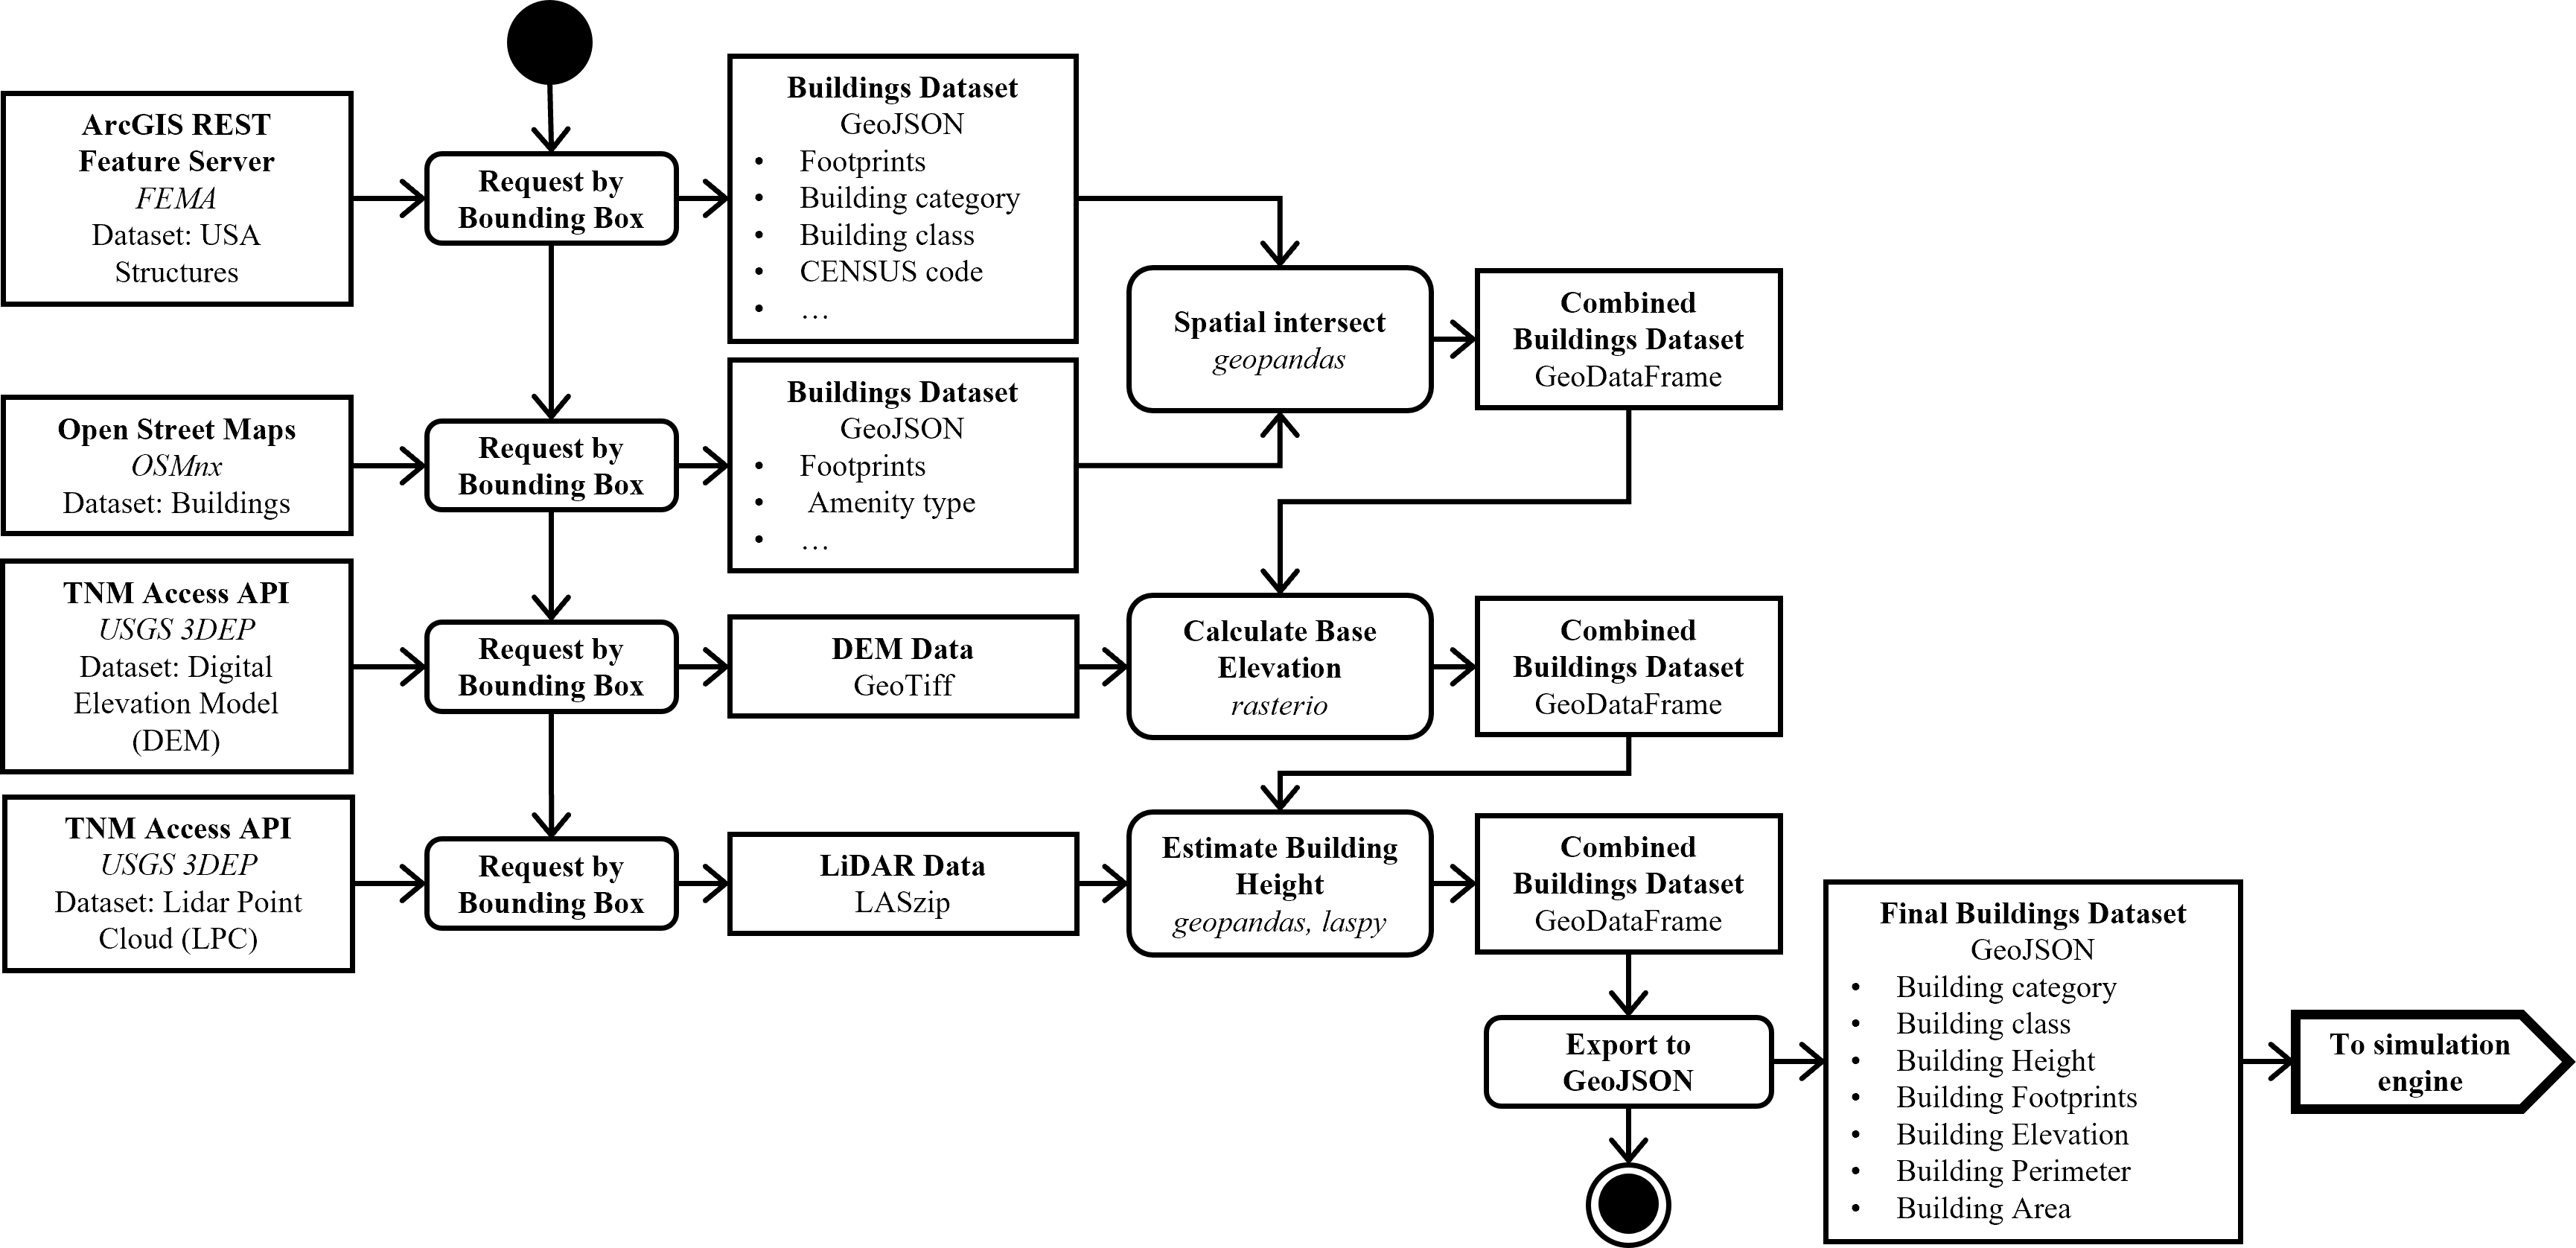 ArcGIS REST
Feature Server
FEMA
Dataset: USA
Structures
Request by
Bounding Box
Buildings Dataset
GeoJSON
• Footprints
• Building category
• Building class
• CENSUS code
• …
Spatial intersect
geopandas
Combined
Buildings Dataset
GeoDataFrame
Open Street Maps
OSMnx
Dataset: Buildings
Request by
Bounding Box
Buildings Dataset
GeoJSON
• Footprints
• Amenity type
• …
TNM Access API
USGS 3DEP
Dataset: Digital
Elevation Model
(DEM)
Request by
Bounding Box
DEM Data
GeoTiff
Calculate Base
Elevation
rasterio
Combined
Buildings Dataset
GeoDataFrame
TNM Access API
USGS 3DEP
Dataset: Lidar Point
Cloud (LPC)
Request by
Bounding Box
LiDAR Data
LASzip
Estimate Building
Height
geopandas, laspy
Combined
Buildings Dataset
GeoDataFrame
Export to
GeoJSON
Final Buildings Dataset
GeoJSON
• Building category
• Building class
• Building Height
• Building Footprints
• Building Elevation
• Building Perimeter
• Building Area
To simulation
engine